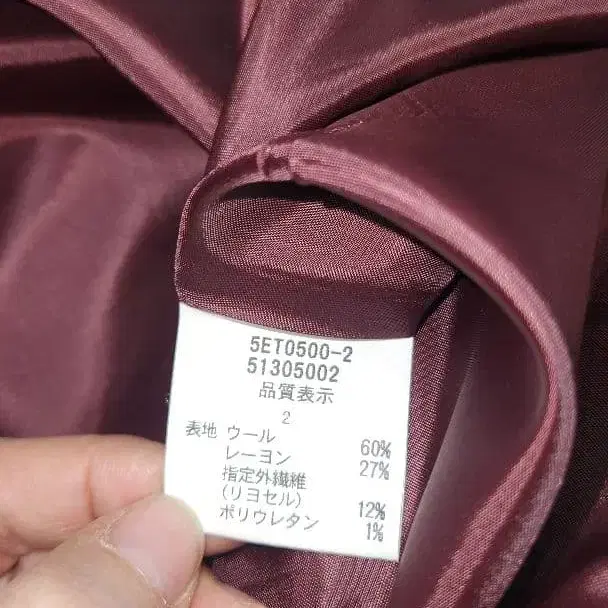 5ET0500-2
51305002
品質表示
2
表地 ウール 60%
レーヨン 27%
指定外繊維
(リヨセル) 12%
ポリウレタン 1%